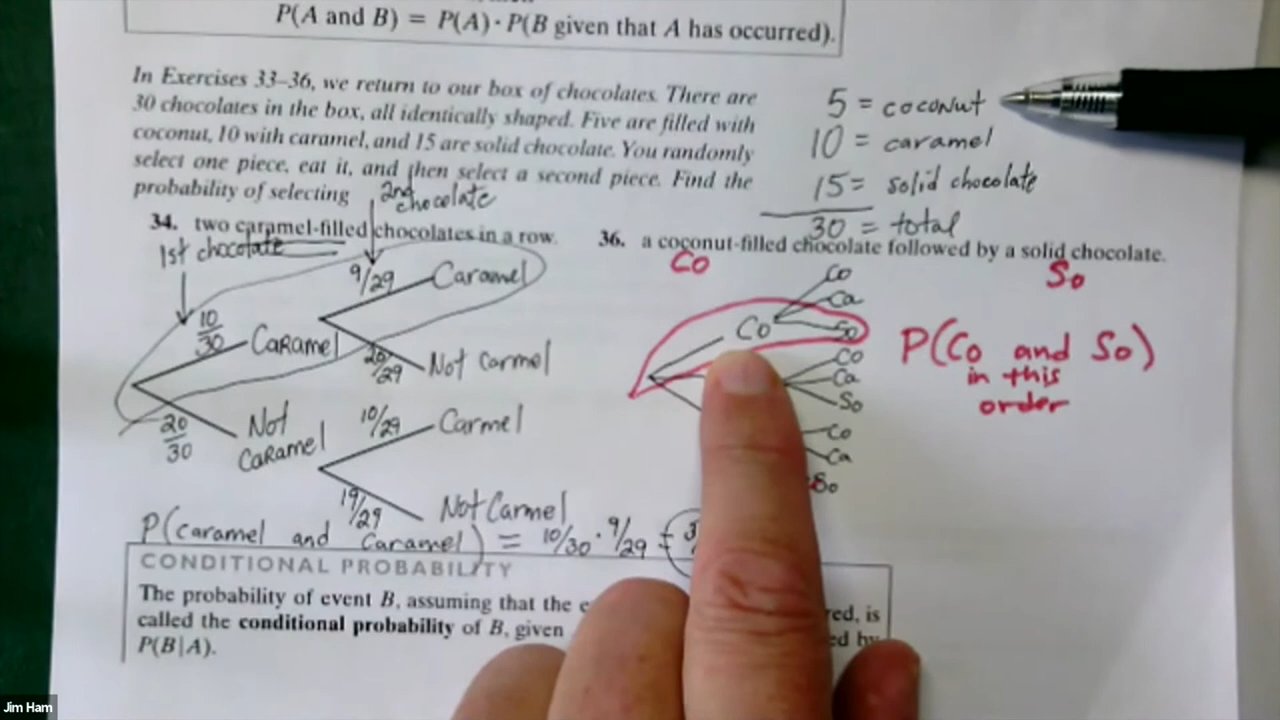 P(A and B) = P(A) · P(B given that A has occurred).
In Exercises 33–36, we return to our box of chocolates. There are
30 chocolates in the box, all identically shaped. Five are filled with
coconut, 10 with caramel, and 15 are solid chocolate. You randomly
select one piece, eat it, and then select a second piece. Find the
probability of selecting
5 = coconut
10 = caramel
15 = solid chocolate
30 = total
2nd chocolate
34. two caramel-filled chocolates in a row.
1st chocolate
10/30
Caramel
9/29
Caramel
20/29
Not Carmel
20/30
Not Caramel
10/29
Carmel
19/29
Not Carmel
P(caramel and Caramel) = 10/30 · 9/29 = 3
36. a coconut-filled chocolate followed by a solid chocolate.
Co
So
Co
Co
Ca
So
Co
Ca
So
Co
Ca
So
P(Co and So)
in this
order
CONDITIONAL PROBABILITY
The probability of event B, assuming that the red, is
called the conditional probability of B, given
P(B|A).
Jim Ham